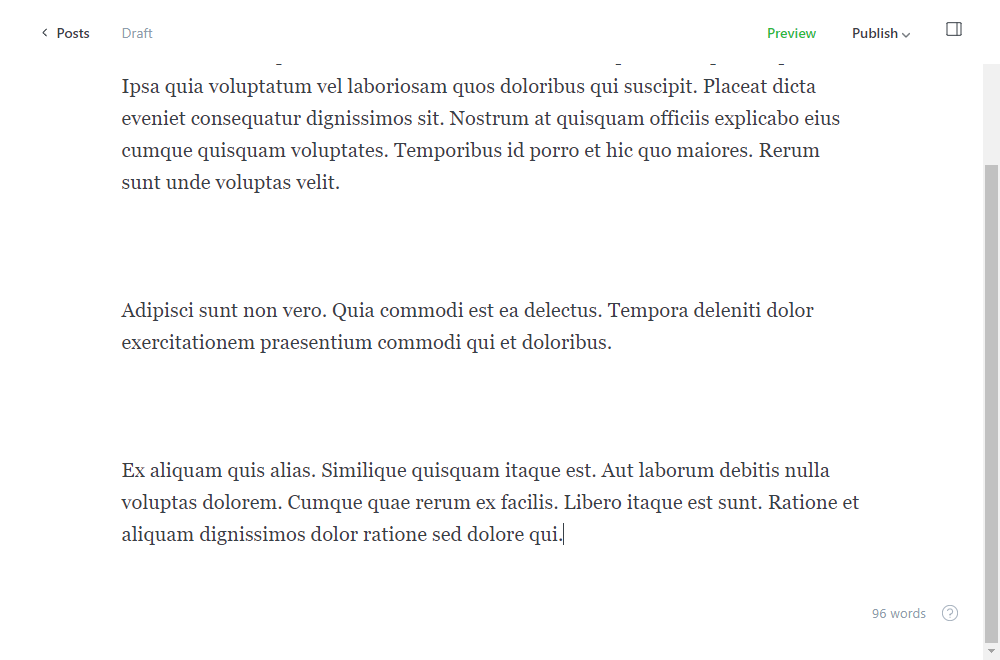 Posts
Draft
Preview
Publish
Ipsa quia voluptatum vel laboriosam quos doloribus qui suscipit. Placeat dicta
eveniet consequatur dignissimos sit. Nostrum at quisquam officiis explicabo eius
cumque quisquam voluptates. Temporibus id porro et hic quo maiores. Rerum
sunt unde voluptas velit.
Adipisci sunt non vero. Quia commodi est ea delectus. Tempora deleniti dolor
exercitationem praesentium commodi qui et doloribus.
Ex aliquam quis alias. Similique quisquam itaque est. Aut laborum debitis nulla
voluptas dolorem. Cumque quae rerum ex facilis. Libero itaque est sunt. Ratione et
aliquam dignissimos dolor ratione sed dolore qui.
96 words
?